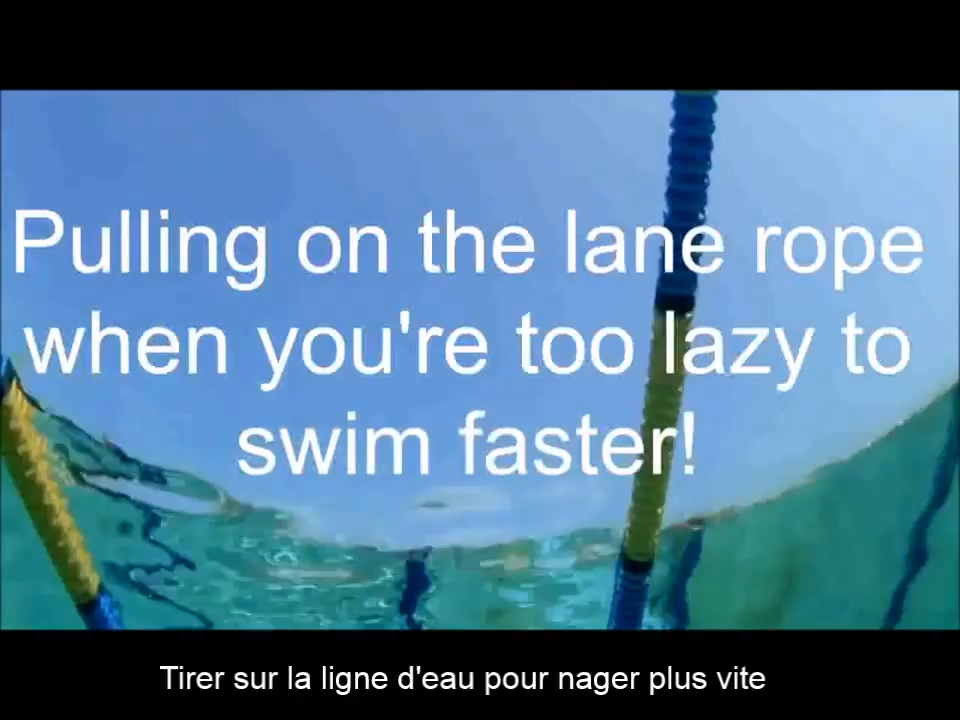 Pulling on the lane rope
when you're too lazy to
swim faster!
Tirer sur la ligne d'eau pour nager plus vite